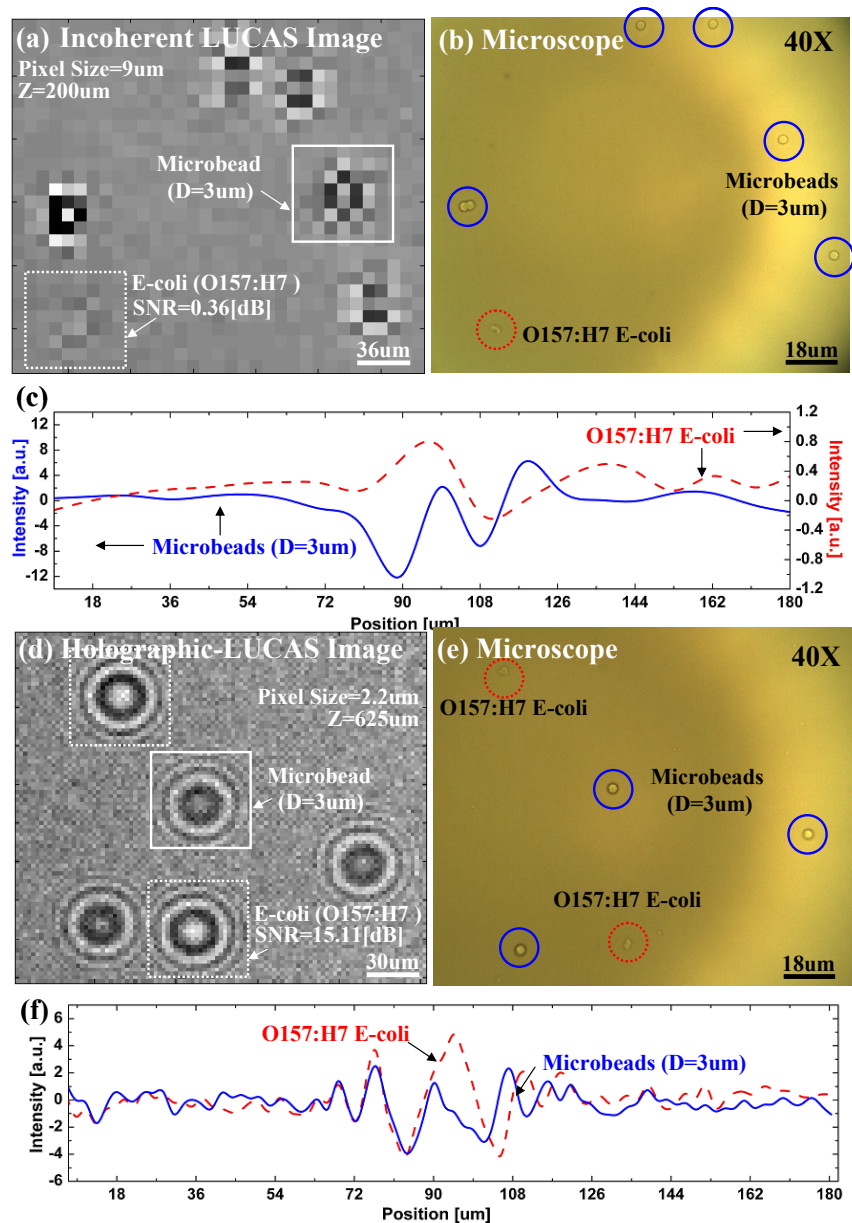 (a) Incoherent LUCAS Image
Pixel Size=9um
Z=200um
Microbead
(D=3um)
E-coli (O157:H7 )
SNR=0.36[dB]
36um
(b) Microscope
40X
Microbeads
(D=3um)
O157:H7 E-coli
18um
(c)
Intensity [a.u.]
12
8
4
0
-4
-8
-12
O157:H7 E-coli
Microbeads (D=3um)
1.2
0.8
0.4
0.0
-0.4
-0.8
-1.2
Intensity [a.u.]
18 36 54 72 90 108 126 144 162 180
Position [um]
(d) Holographic-LUCAS Image
Pixel Size=2.2um
Z=625um
Microbead
(D=3um)
E-coli (O157:H7 )
SNR=15.11[dB]
30um
(e) Microscope
40X
O157:H7 E-coli
Microbeads
(D=3um)
O157:H7 E-coli
18um
(f)
Intensity [a.u.]
6
4
2
0
-2
-4
-6
O157:H7 E-coli
Microbeads (D=3um)
18 36 54 72 90 108 126 144 162 180
Position [um]